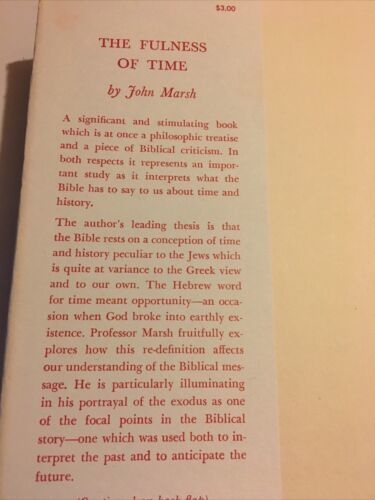 $3.00
THE FULNESS
OF TIME
by John Marsh
A significant and stimulating book
which is at once a philosophic treatise
and a piece of Biblical criticism. In
both respects it represents an impor-
tant study as it interprets what the
Bible has to say to us about time and
history.
The author's leading thesis is that
the Bible rests on a conception of time
and history peculiar to the Jews which
is quite at variance to the Greek view
and to our own. The Hebrew word
for time meant opportunity—an occa-
sion when God broke into earthly ex-
istence. Professor Marsh fruitfully ex-
plores how this re-definition affects
our understanding of the Biblical mes-
sage. He is particularly illuminating
in his portrayal of the exodus as one
of the focal points in the Biblical
story—one which was used both to in-
terpret the past and to anticipate the
future.